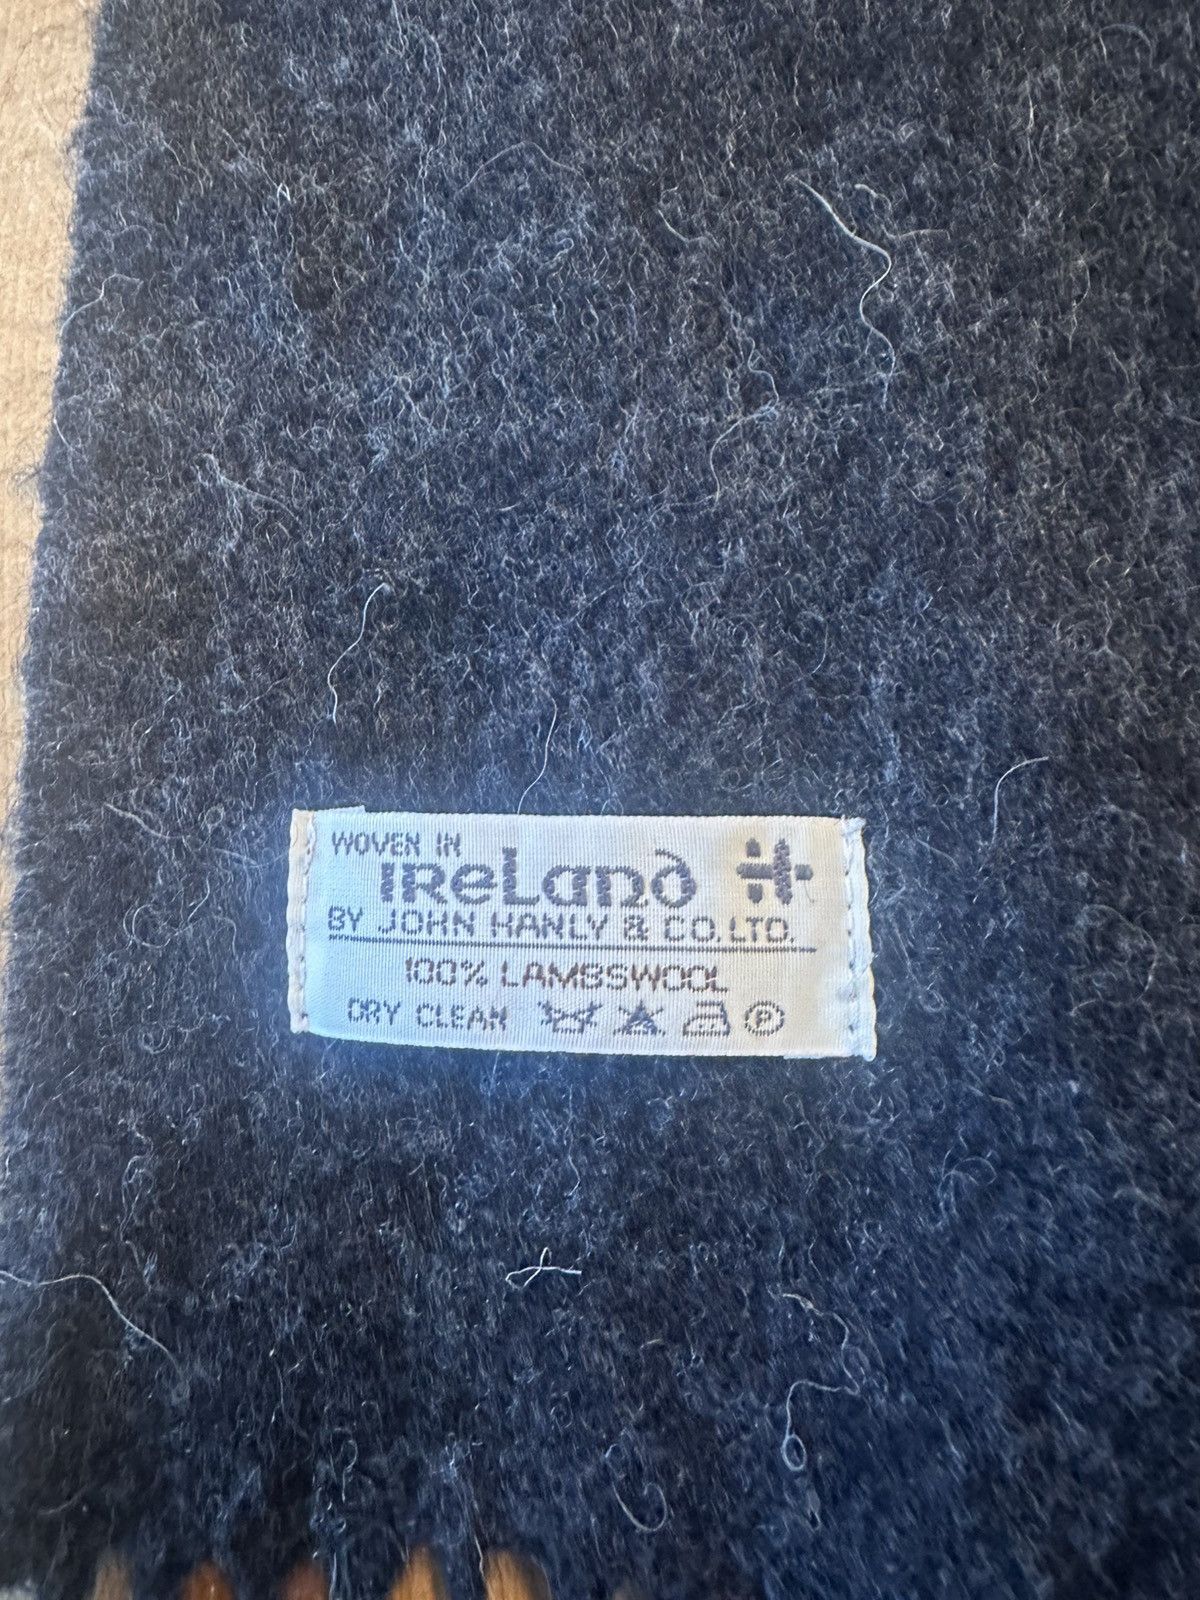 WOVEN IN
IRELAND
BY JOHN HANLY & CO. LTD.
100% LAMBSWOOL
DRY CLEAN P